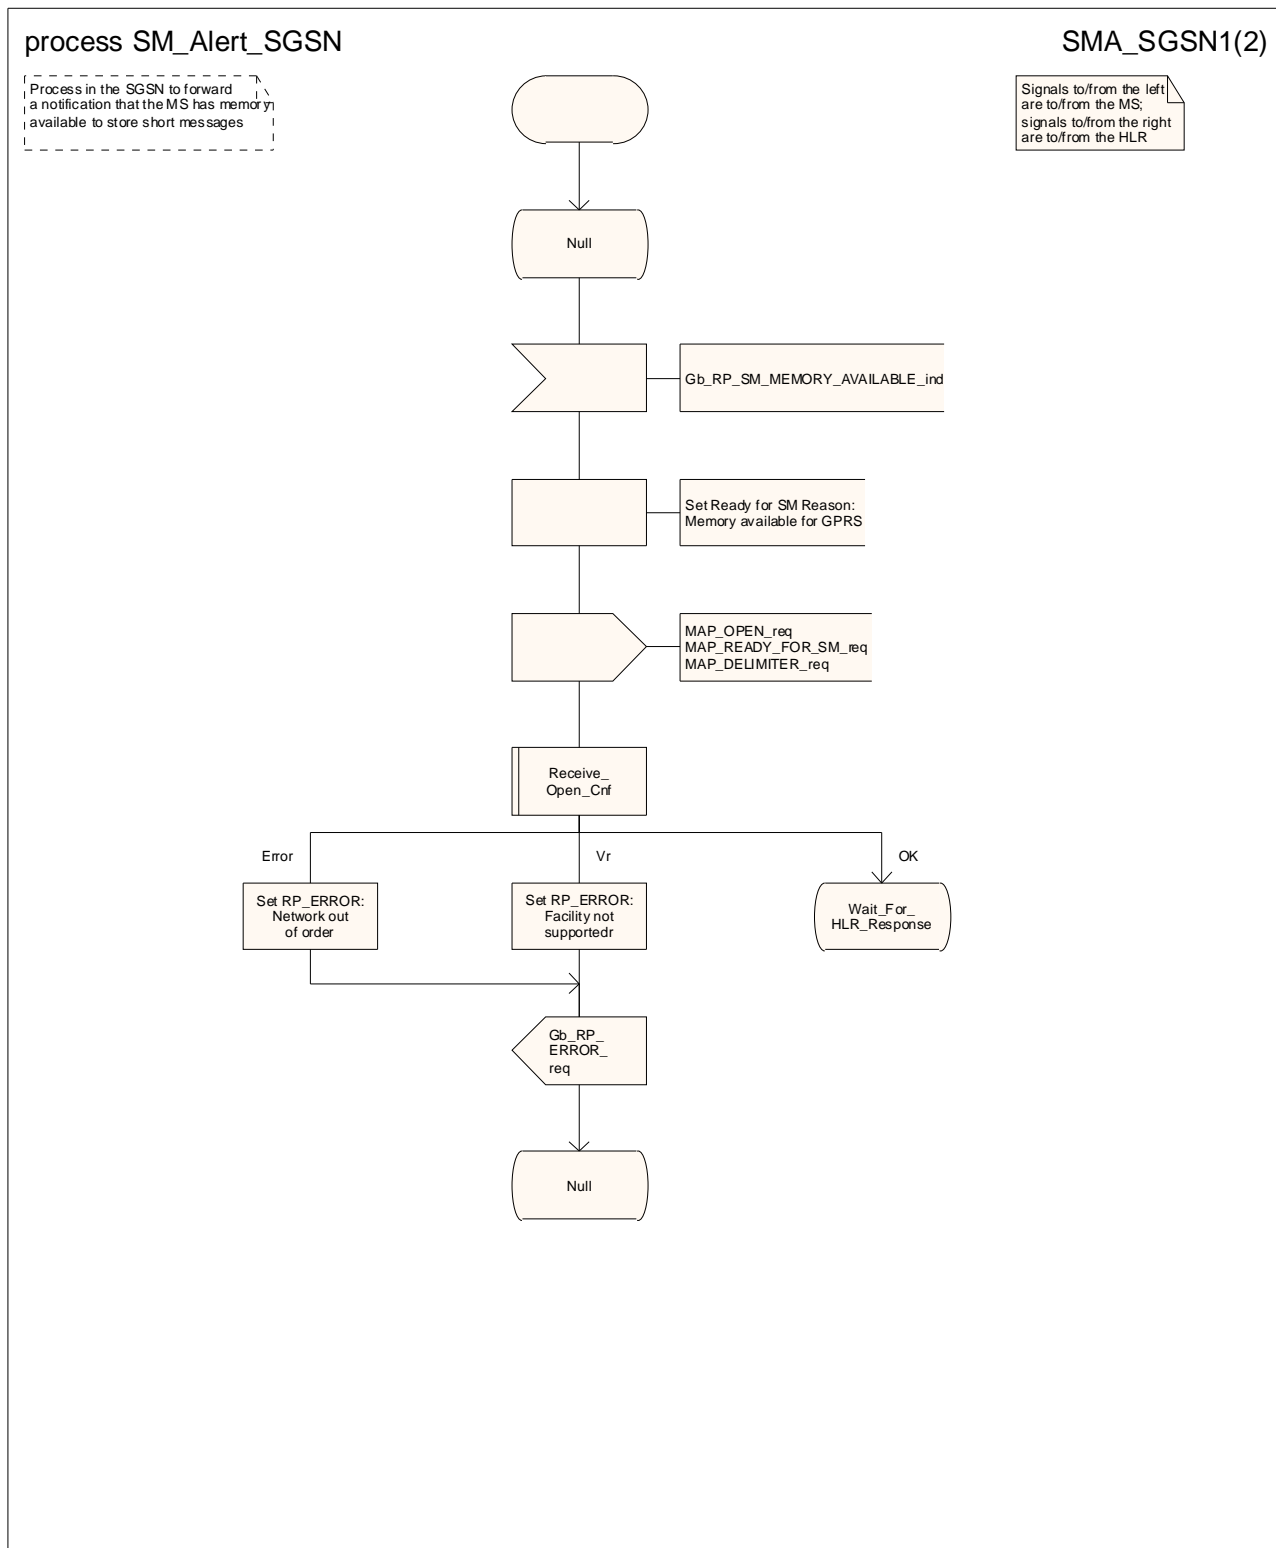 process SM_Alert_SGSN
SMA_SGSN1(2)
Process in the SGSN to forward
a notification that the MS has memory
available to store short messages
Signals to/from the left
are to/from the MS;
signals to/from the right
are to/from the HLR
Null
Gb_RP_SM_MEMORY_AVAILABLE_ind
Set Ready for SM Reason:
Memory available for GPRS
MAP_OPEN_req
MAP_READY_FOR_SM_req
MAP_DELIMITER_req
Receive_
Open_Cnf
Error
Vr
OK
Set RP_ERROR:
Network out
of order
Set RP_ERROR:
Facility not
supportedr
Wait_For_
HLR_Response
Gb_RP_
ERROR_
req
Null